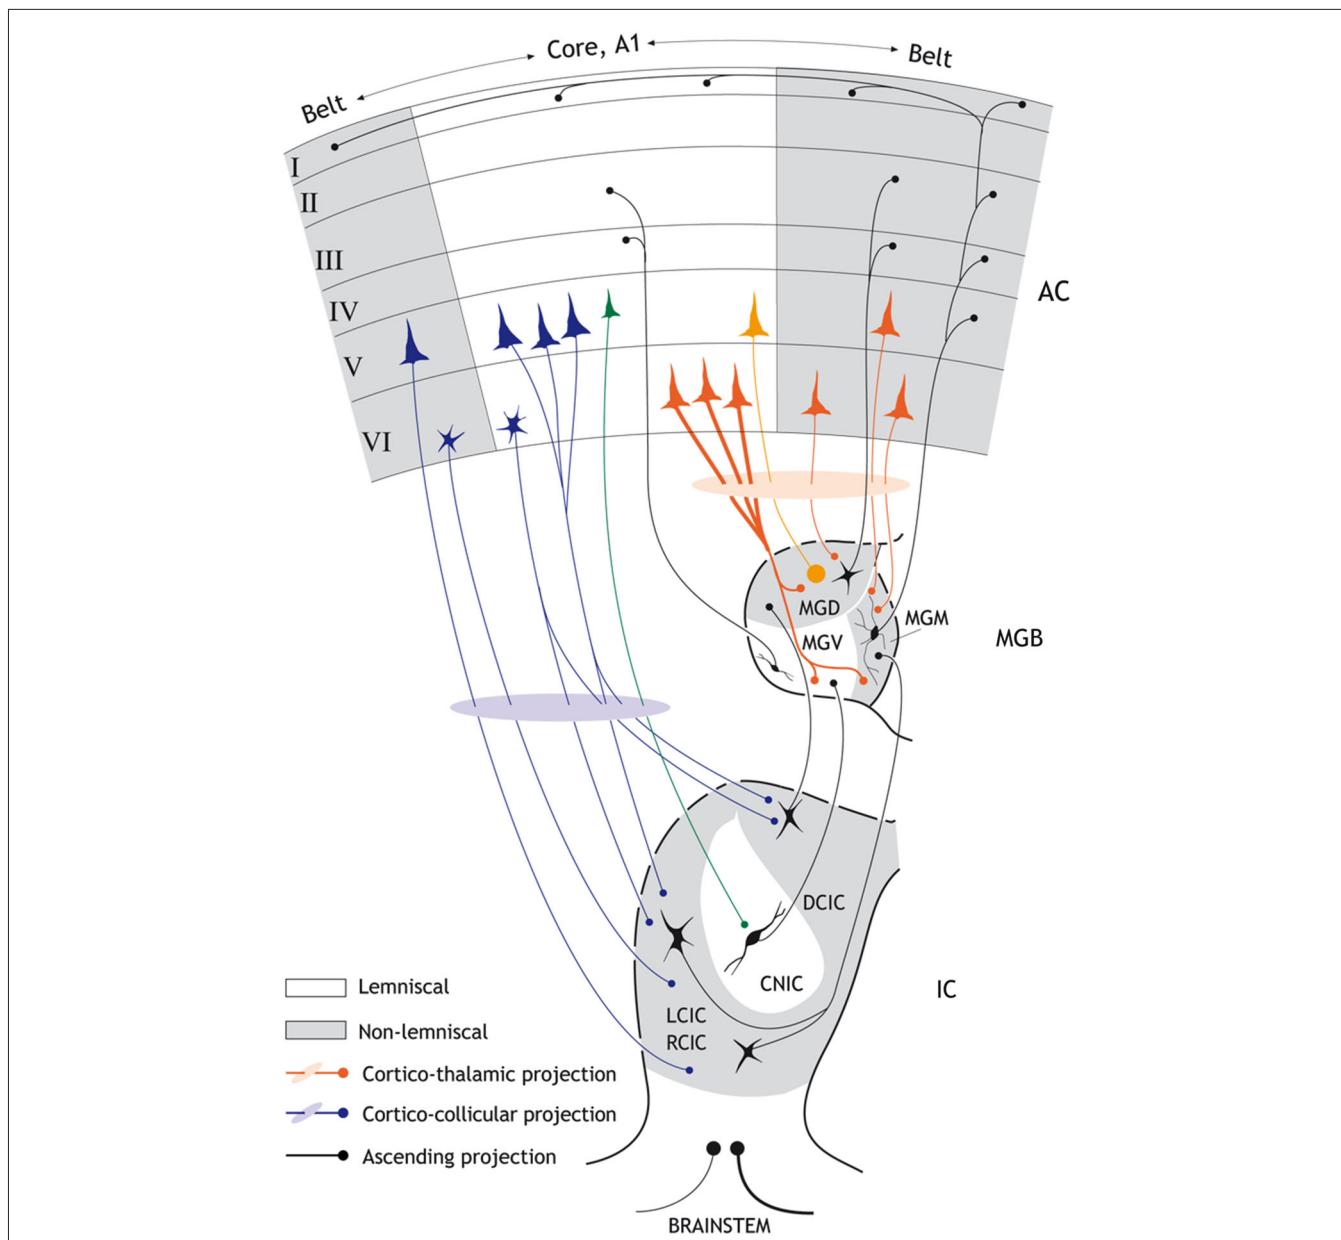 Belt
Core, A1
Belt
I
II
III
IV
V
VI
AC
MGD
MGV
MGM
MGB
DCIC
CNIC
LCIC
RCIC
IC
Lemniscal
Non-lemniscal
Cortico-thalamic projection
Cortico-collicular projection
Ascending projection
BRAINSTEM